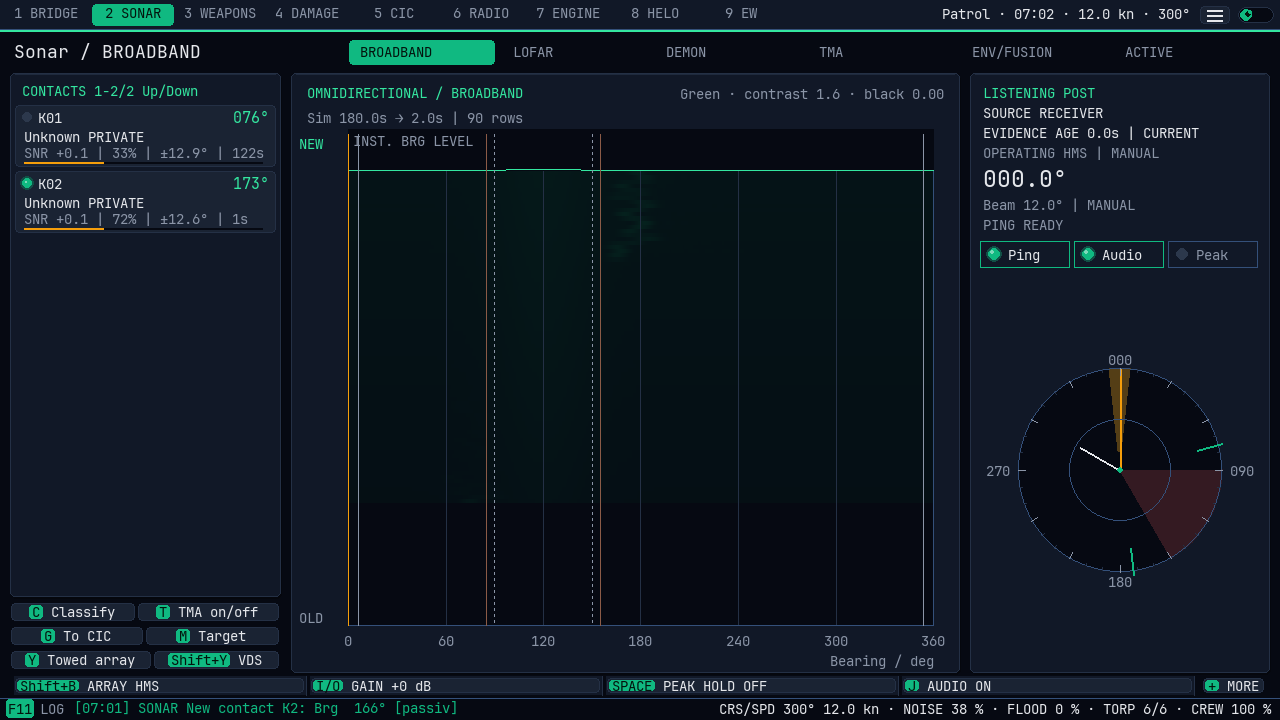 1 BRIDGE 2 SONAR 3 WEAPONS 4 DAMAGE 5 CIC 6 RADIO 7 ENGINE 8 HELO 9 EW Patrol · 07:02 · 12.0 kn · 300°
Sonar / BROADBAND BROADBAND LOFAR DEMON TMA ENV/FUSION ACTIVE
CONTACTS 1-2/2 Up/Down
K01 076°
Unknown PRIVATE
SNR +0.1 | 33% | ±12.9° | 122s
K02 173°
Unknown PRIVATE
SNR +0.1 | 72% | ±12.6° | 1s
C Classify T TMA on/off
G To CIC M Target
Y Towed array Shift+Y VDS
OMNIDIRECTIONAL / BROADBAND Green · contrast 1.6 · black 0.00
Sim 180.0s → 2.0s | 90 rows
NEW INST. BRG LEVEL
OLD
0 60 120 180 240 300 360
Bearing / deg
LISTENING POST
SOURCE RECEIVER
EVIDENCE AGE 0.0s | CURRENT
OPERATING HMS | MANUAL
000.0°
Beam 12.0° | MANUAL
PING READY
Ping Audio Peak
000
270 090
180
Shift+B ARRAY HMS I/O GAIN +0 dB SPACE PEAK HOLD OFF J AUDIO ON + MORE
F11 LOG [07:01] SONAR New contact K2: Brg 166° [passiv] CRS/SPD 300° 12.0 kn · NOISE 38 % · FLOOD 0 % · TORP 6/6 · CREW 100 %